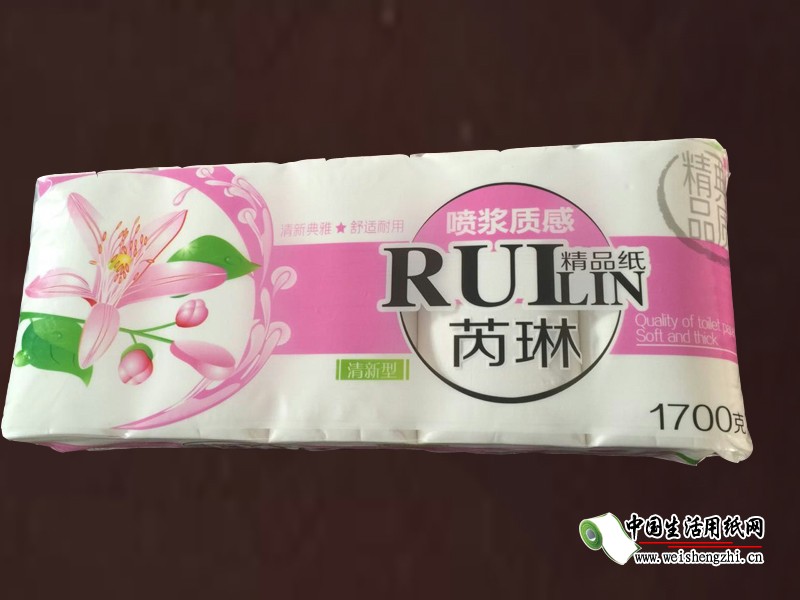 清新典雅★舒适耐用
喷浆质感
RUILIN
精品纸
芮琳
清新型
精品
Quality of toilet
Soft and thick
1700克
中国生活用纸网
www.weishengzhi.cn